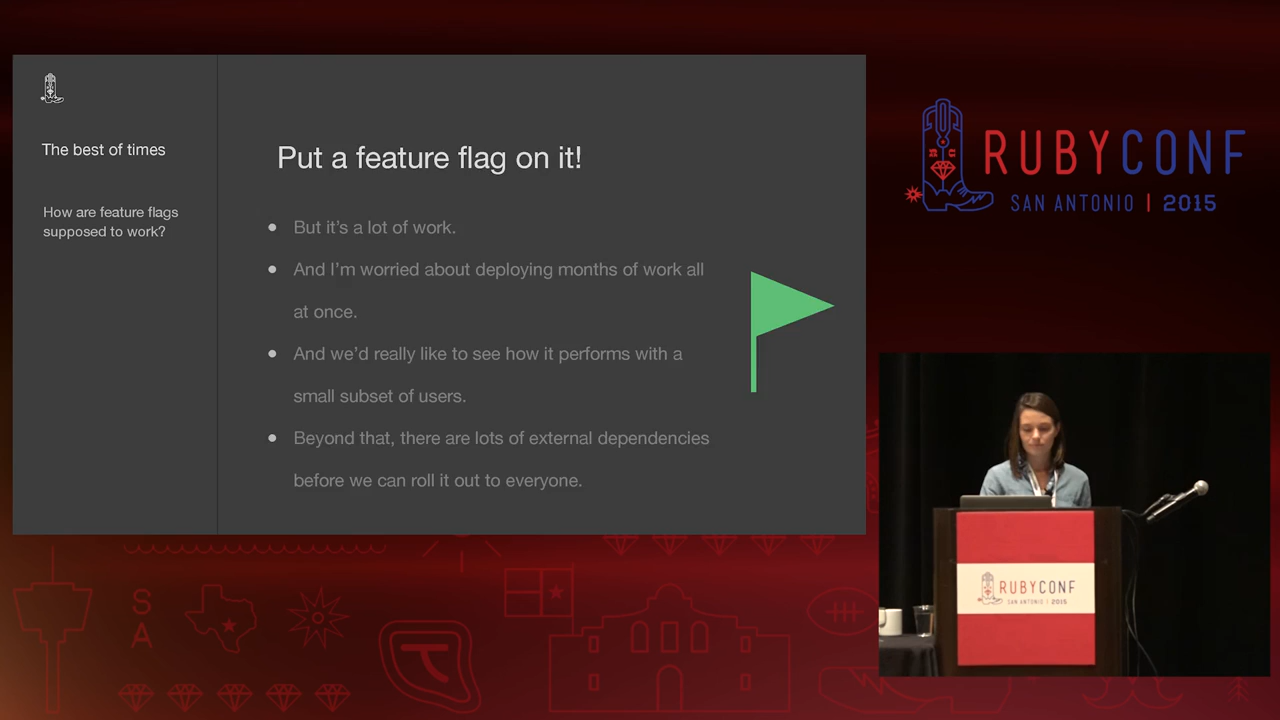 The best of times
How are feature flags
supposed to work?
Put a feature flag on it!
• But it’s a lot of work.
• And I’m worried about deploying months of work all
at once.
• And we’d really like to see how it performs with a
small subset of users.
• Beyond that, there are lots of external dependencies
before we can roll it out to everyone.
RUBYCONF
SAN ANTONIO | 2015
RUBYCONF
SAN ANTONIO | 2015
S
A